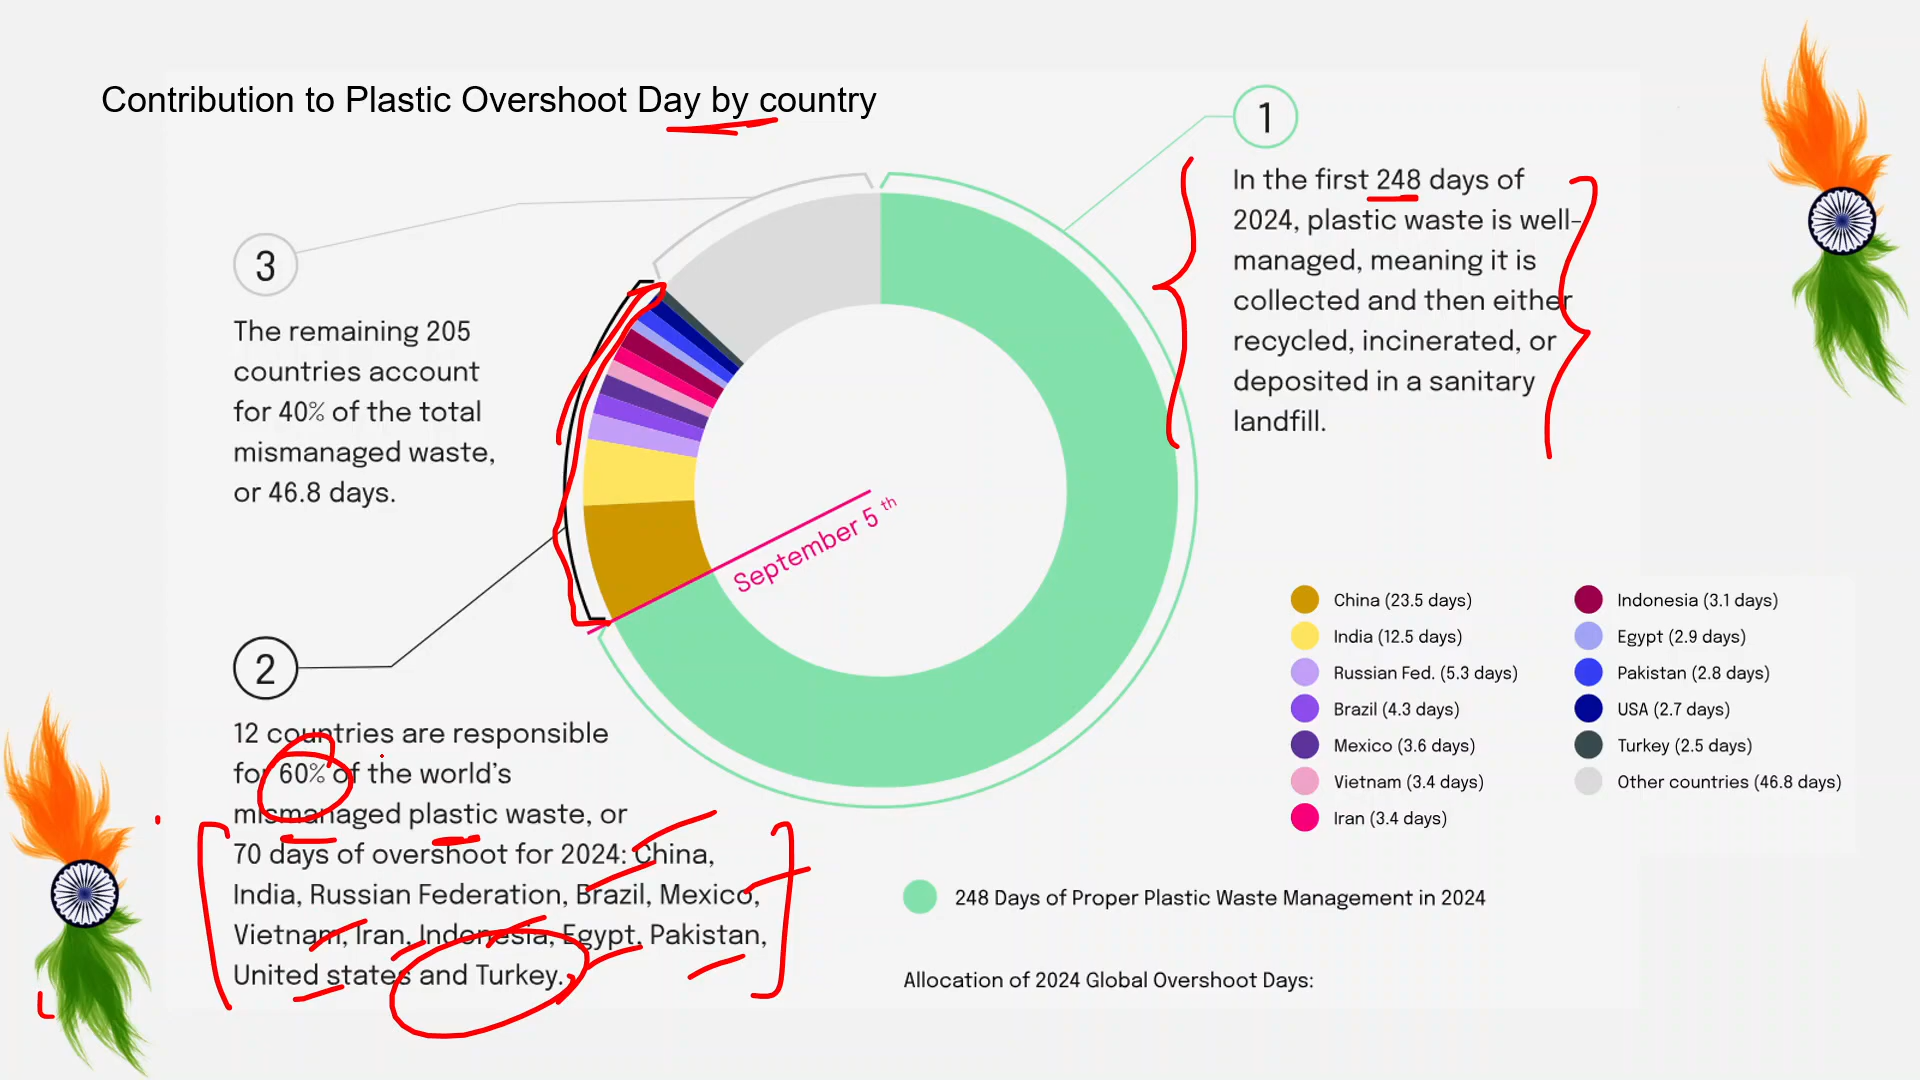 Contribution to Plastic Overshoot Day by country
1
In the first 248 days of
2024, plastic waste is well-
managed, meaning it is
collected and then either
recycled, incinerated, or
deposited in a sanitary
landfill.
3
The remaining 205
countries account
for 40% of the total
mismanaged waste,
or 46.8 days.
September 5 th
2
12 countries are responsible
for 60% of the world's
mismanaged plastic waste, or
70 days of overshoot for 2024: China,
India, Russian Federation, Brazil, Mexico,
Vietnam, Iran, Indonesia, Egypt, Pakistan,
United states and Turkey.
China (23.5 days)
India (12.5 days)
Russian Fed. (5.3 days)
Brazil (4.3 days)
Mexico (3.6 days)
Vietnam (3.4 days)
Iran (3.4 days)
Indonesia (3.1 days)
Egypt (2.9 days)
Pakistan (2.8 days)
USA (2.7 days)
Turkey (2.5 days)
Other countries (46.8 days)
248 Days of Proper Plastic Waste Management in 2024
Allocation of 2024 Global Overshoot Days: